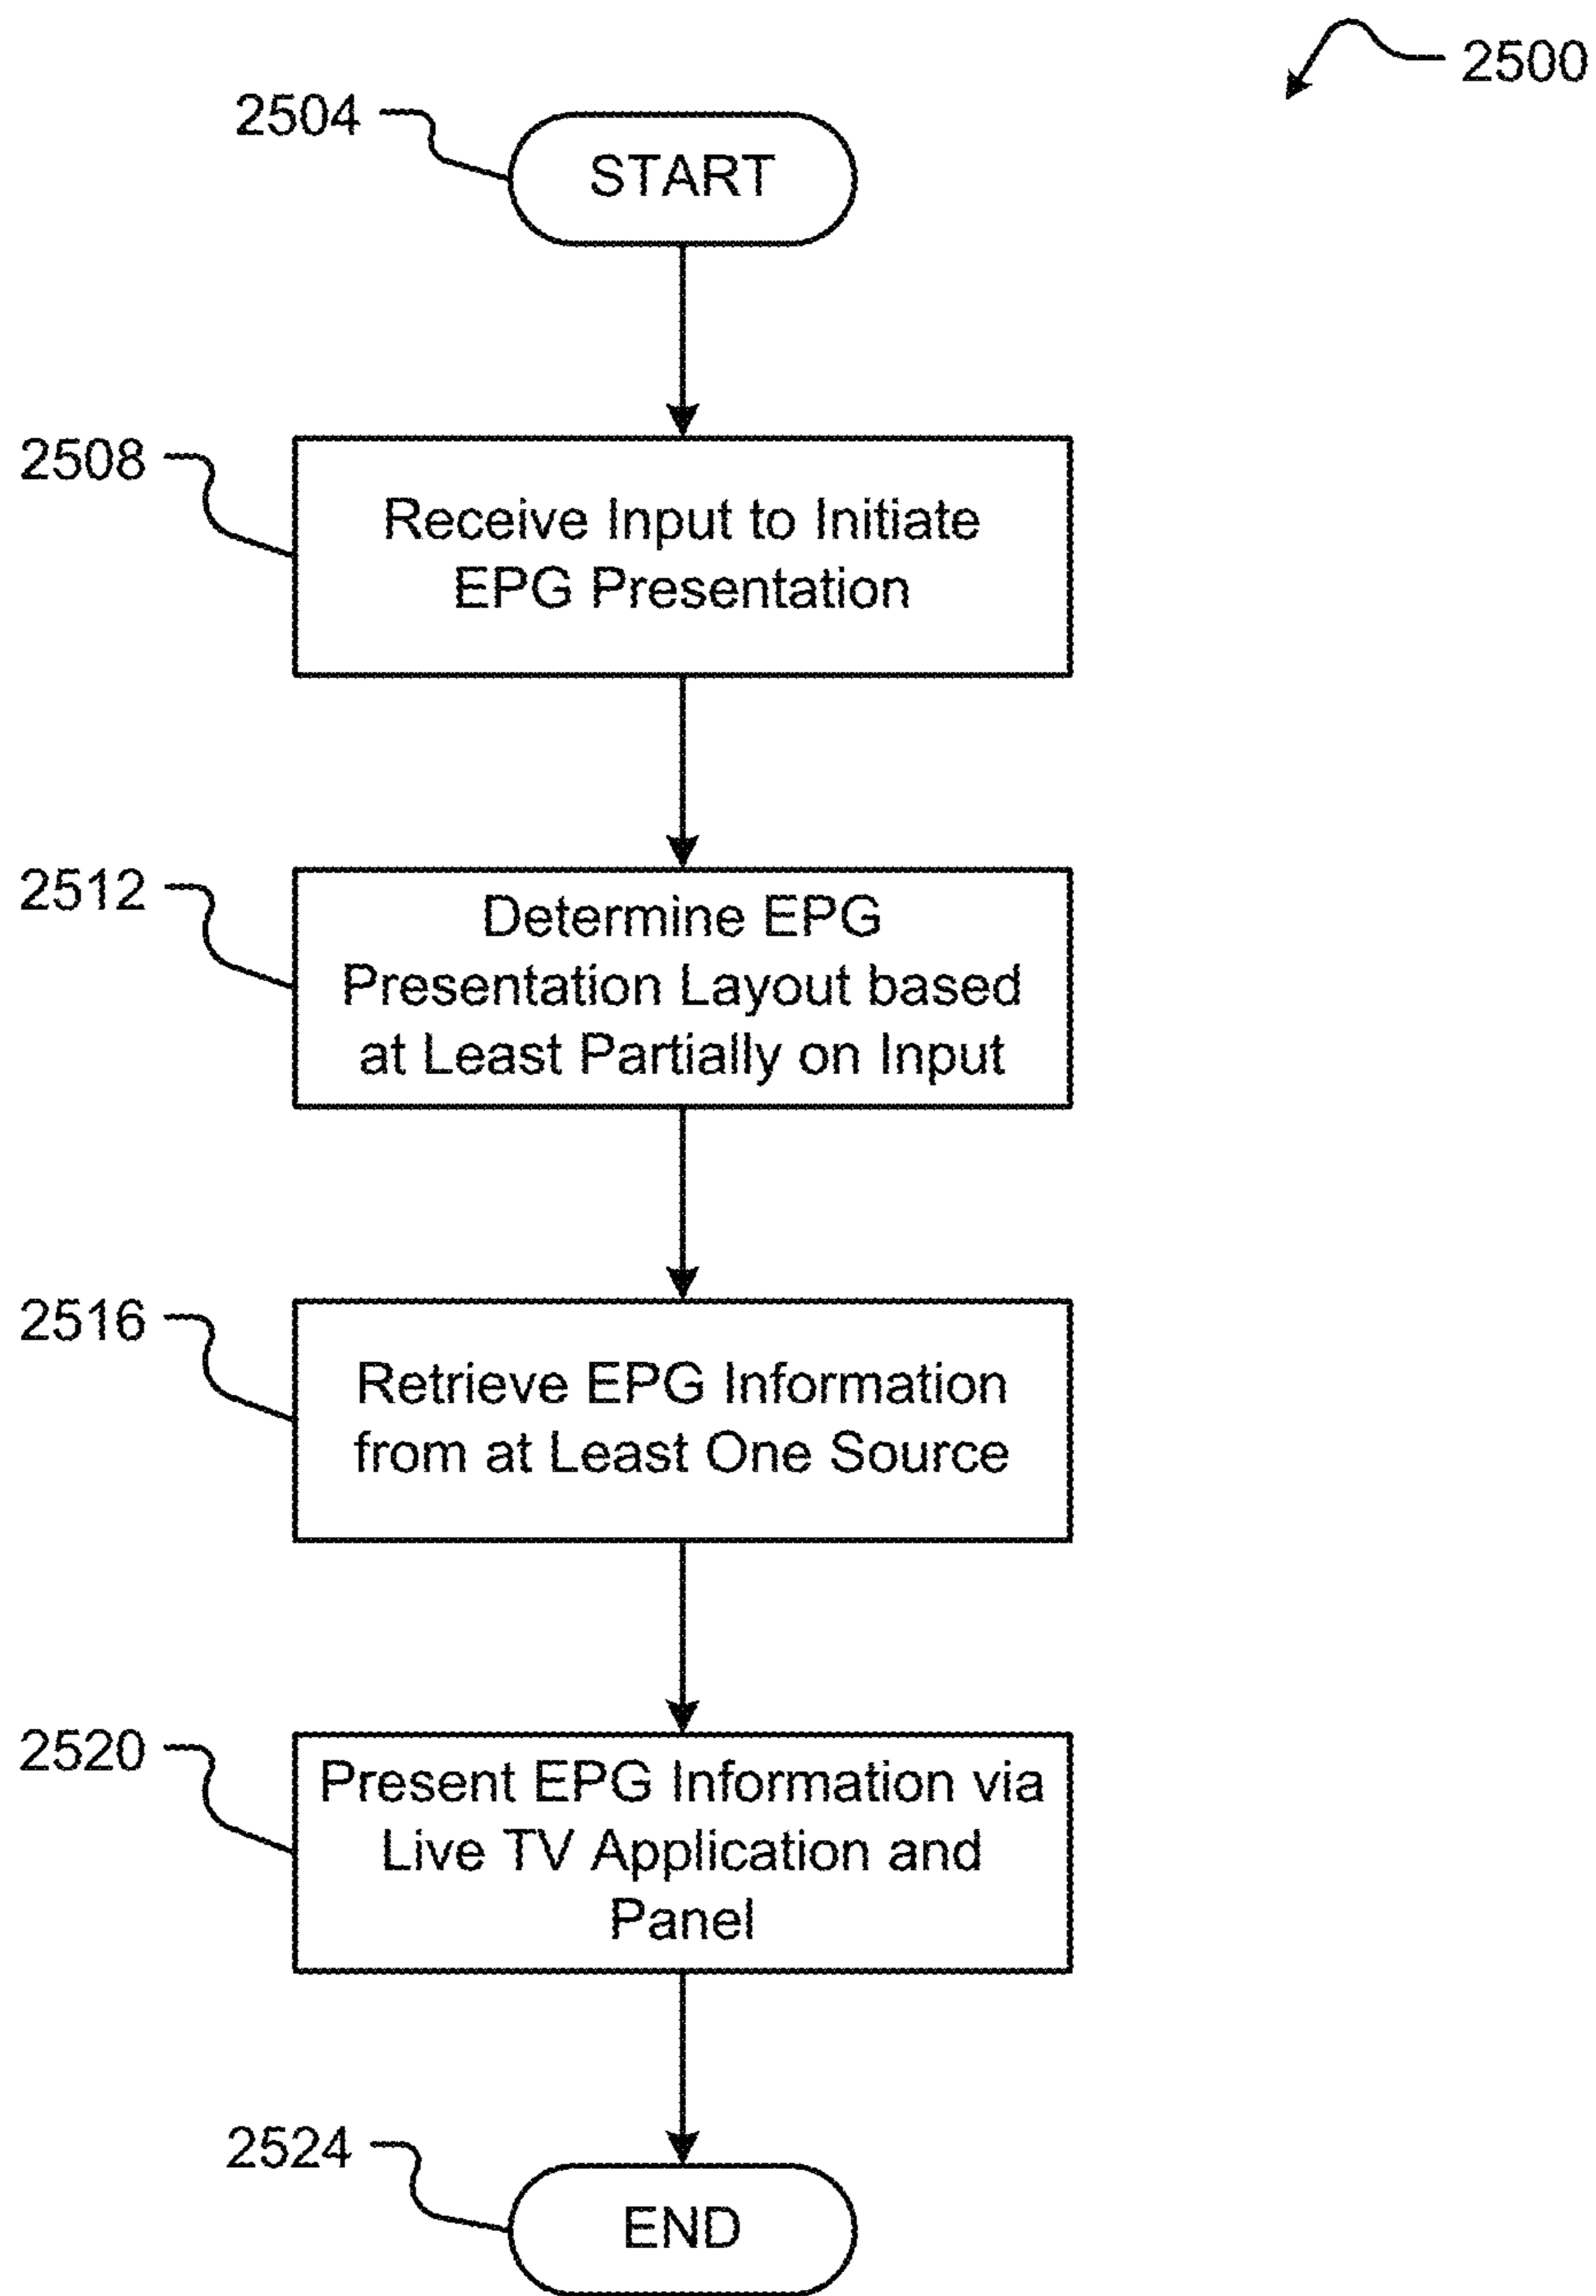 2500
2504
START
2508
Receive Input to Initiate
EPG Presentation
2512
Determine EPG
Presentation Layout based
at Least Partially on Input
2516
Retrieve EPG Information
from at Least One Source
2520
Present EPG Information via
Live TV Application and
Panel
2524
END